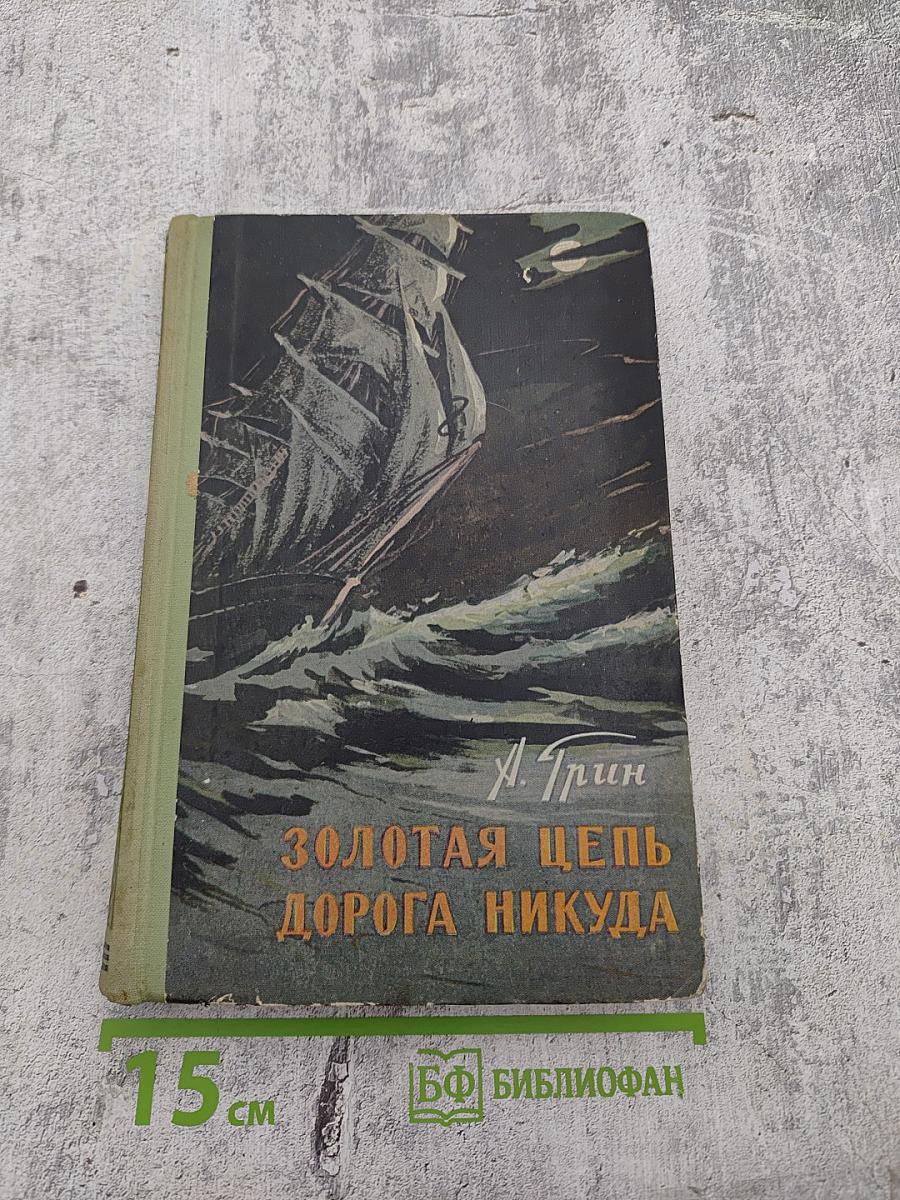 А. Грин
ЗОЛОТАЯ ЦЕПЬ
ДОРОГА НИКУДА
15 см
БФ БИБЛИОФАН